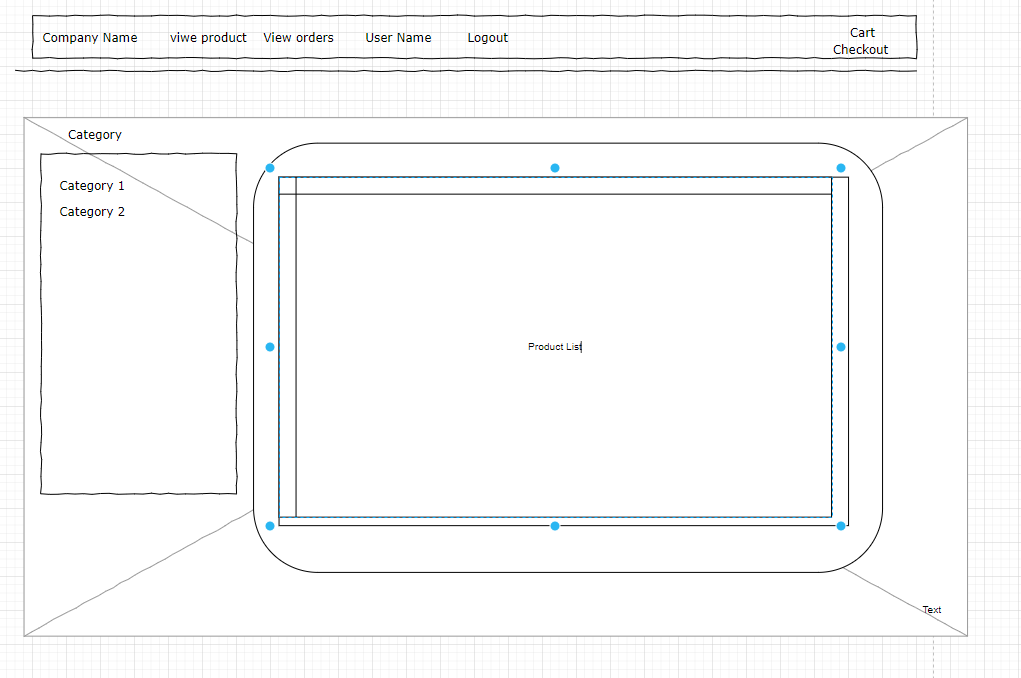 Company Name viwe product View orders User Name Logout
Cart
Checkout
Category
Category 1
Category 2
Product List
Text